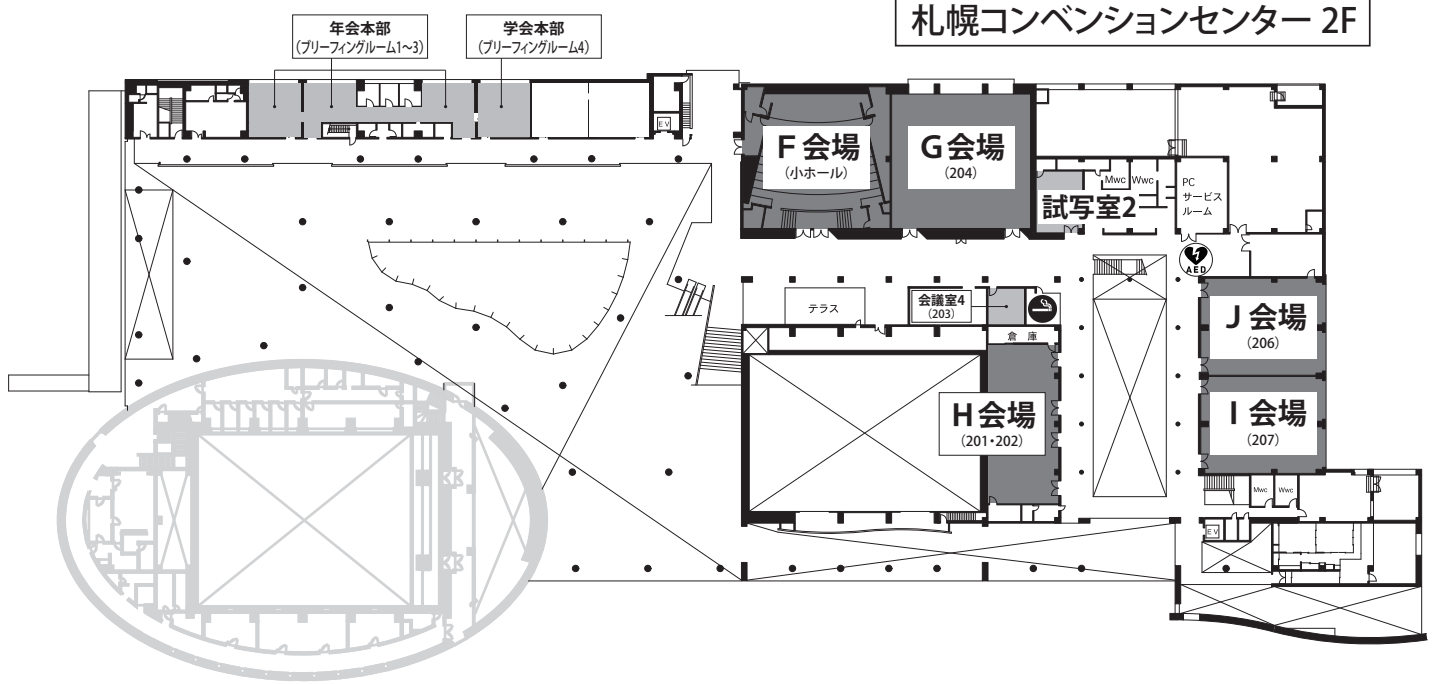 札幌コンベンションセンター 2F
年会本部
(ブリーフィングルーム1~3)
学会本部
(ブリーフィングルーム4)
EV
F 会場
(小ホール)
G 会場
(204)
試写室2
Mwc
Wwc
PC
サービス
ルーム
AED
テラス
会議室4
(203)
倉 庫
J 会場
(206)
H 会場
(201・202)
I 会場
(207)
Mwc
Wwc
EV